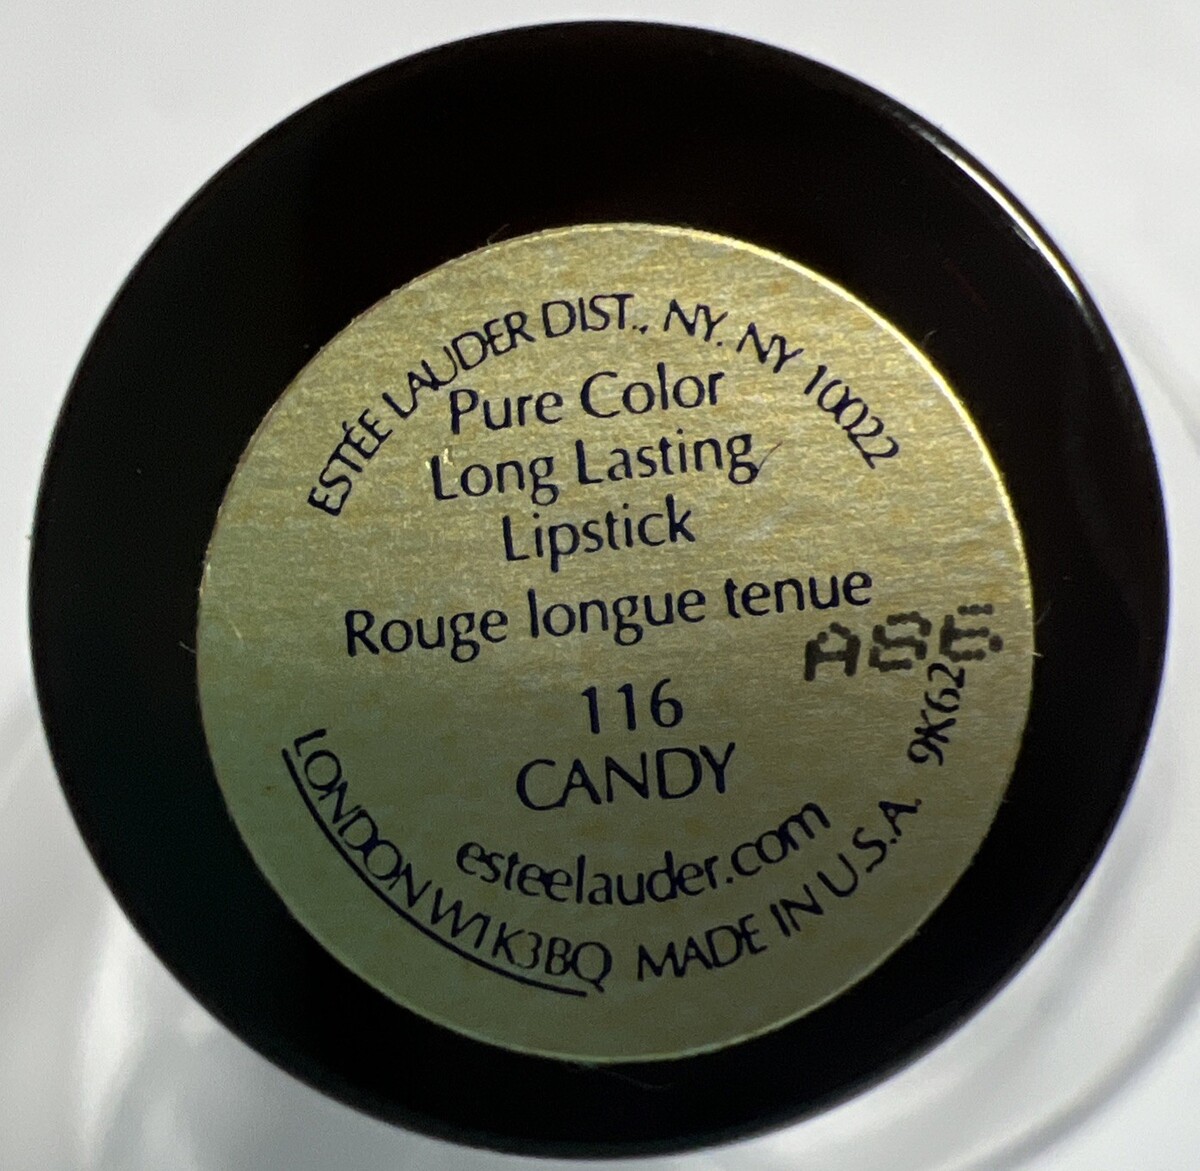 ESTÉE LAUDER DIST., NY. NY 10022
Pure Color
Long Lasting
Lipstick
Rouge longue tenue
A8E
116
CANDY
9K62
esteelauder.com
LONDON W1K3BQ MADE IN U.S.A.